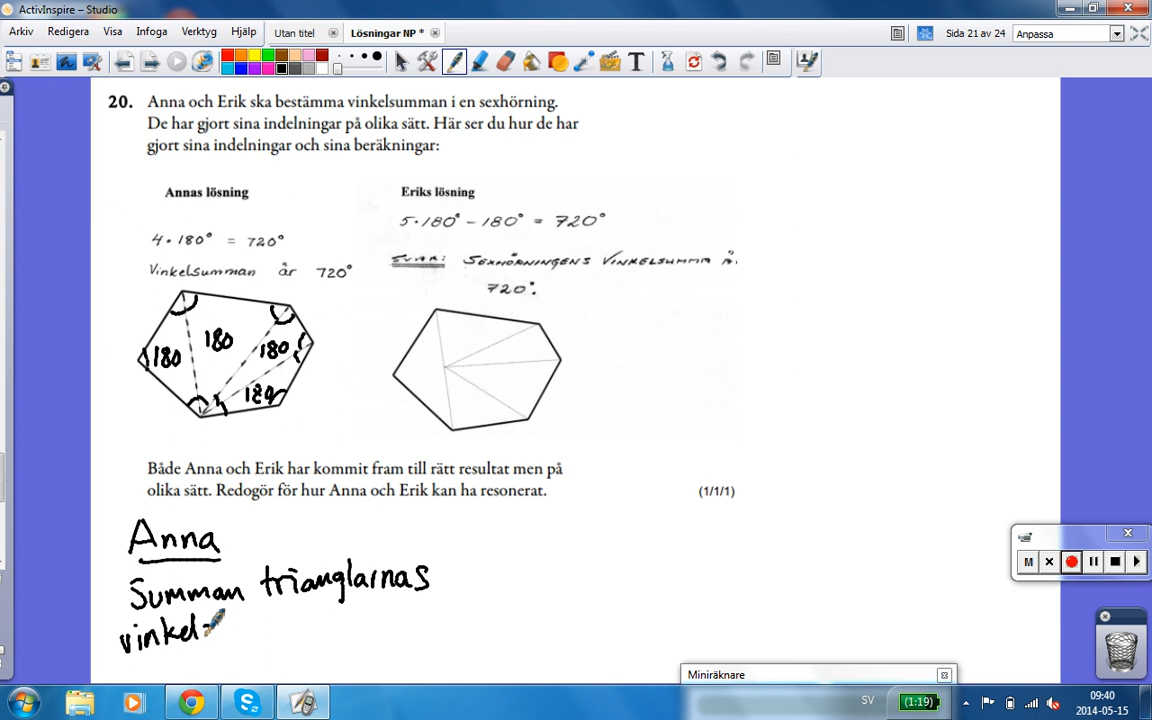 ActivInspire – Studio
Arkiv Redigera Visa Infoga Verktyg Hjälp Utan titel Lösningar NP * Sida 21 av 24 Anpassa
20. Anna och Erik ska bestämma vinkelsumman i en sexhörning.
De har gjort sina indelningar på olika sätt. Här ser du hur de har
gjort sina indelningar och sina beräkningar:
Annas lösning
4 · 180° = 720°
Vinkelsumman är 720°
180 180 180 180
Eriks lösning
5 · 180° – 180° = 720°
SVAR: SEXHÖRNINGENS VINKELSUMMA Ä
720°.
Både Anna och Erik har kommit fram till rätt resultat men på
olika sätt. Redogör för hur Anna och Erik kan ha resonerat.
(1/1/1)
Anna
Summan trianglarnas
vinkel
M
Miniräknare
SV (1:19) 09:40
2014-05-15